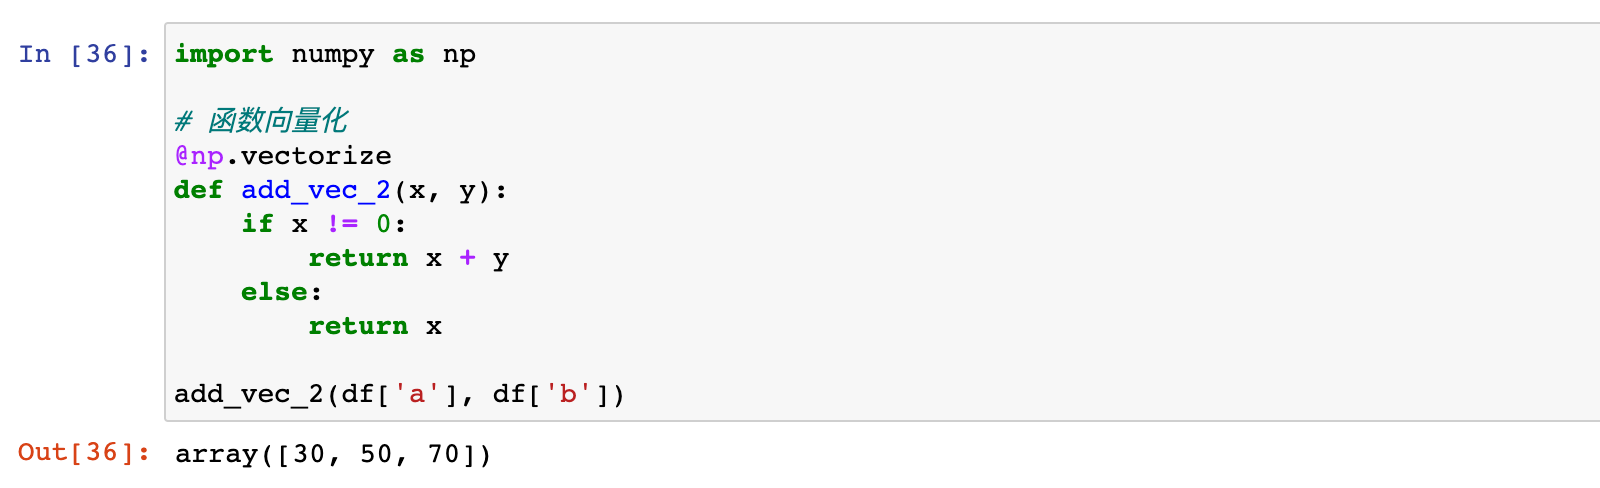 In [36]: import numpy as np
# 函数向量化
@np.vectorize
def add_vec_2(x, y):
    if x != 0:
        return x + y
    else:
        return x
add_vec_2(df['a'], df['b'])
Out[36]: array([30, 50, 70])